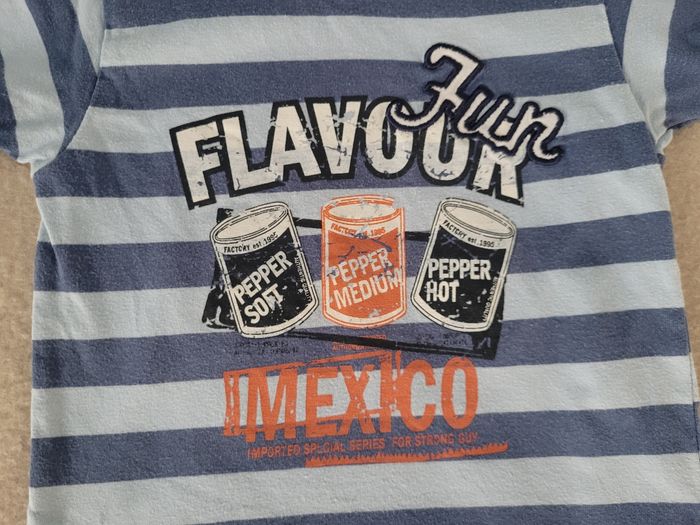 Fun
FLAVOUR
FACTORY est.1995
PEPPER
SOFT
FACTORY est.1995
PEPPER
MEDIUM
FACTORY est.1995
PEPPER
HOT
MEXICO
IMPORTED SPECIAL SERIES FOR STRONG GUY